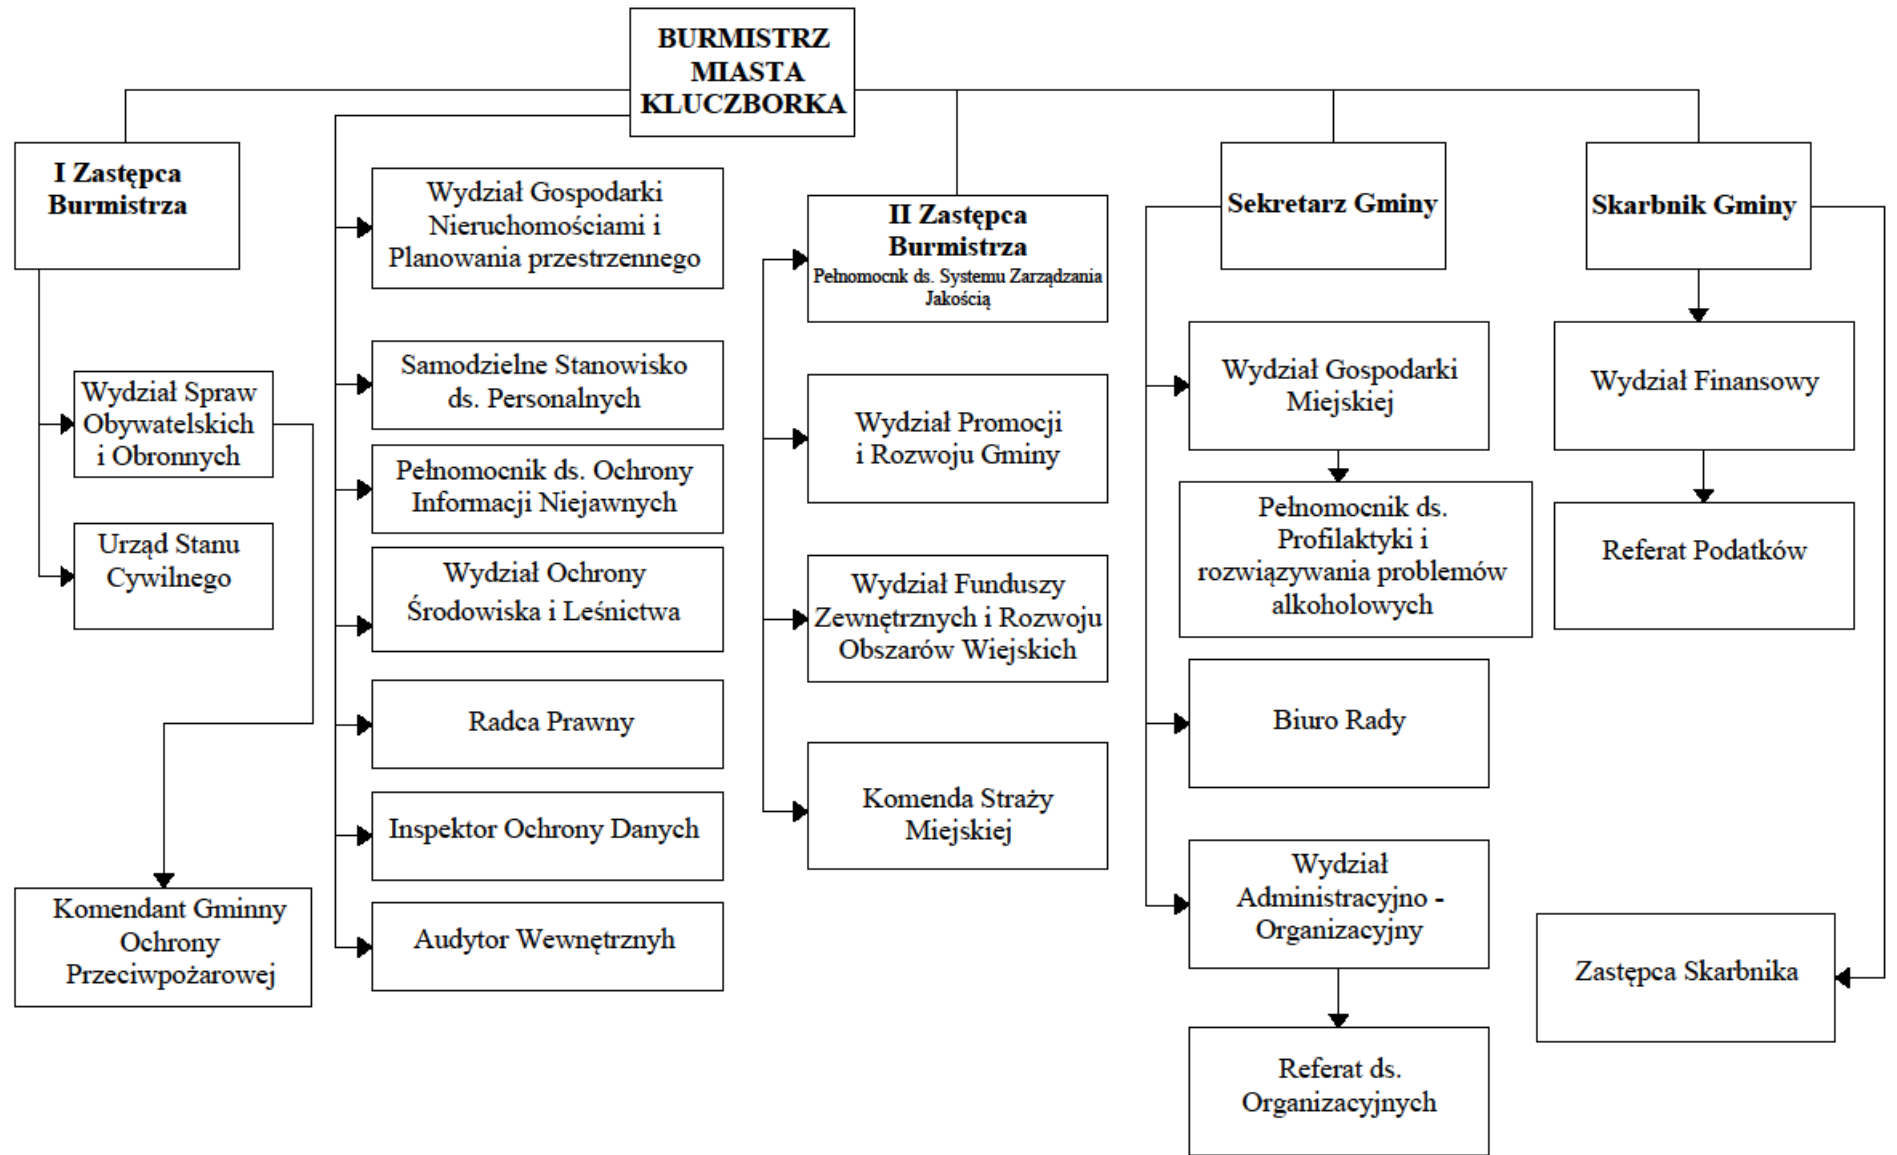 BURMISTRZ
MIASTA
KLUCZBORKA
I Zastępca
Burmistrza
Wydział Spraw
Obywatelskich
i Obronnych
Urząd Stanu
Cywilnego
Komendant Gminny
Ochrony
Przeciwpożarowej
Wydział Gospodarki
Nieruchomościami i
Planowania przestrzennego
Samodzielne Stanowisko
ds. Personalnych
Pełnomocnik ds. Ochrony
Informacji Niejawnych
Wydział Ochrony
Środowiska i Leśnictwa
Radca Prawny
Inspektor Ochrony Danych
Audytor Wewnętrznyh
II Zastępca
Burmistrza
Pełnomocnk ds. Systemu Zarządzania
Jakością
Wydział Promocji
i Rozwoju Gminy
Wydział Funduszy
Zewnętrznych i Rozwoju
Obszarów Wiejskich
Komenda Straży
Miejskiej
Sekretarz Gminy
Wydział Gospodarki
Miejskiej
Pełnomocnik ds.
Profilaktyki i
rozwiązywania problemów
alkoholowych
Biuro Rady
Wydział
Administracyjno -
Organizacyjny
Referat ds.
Organizacyjnych
Skarbnik Gminy
Wydział Finansowy
Referat Podatków
Zastępca Skarbnika